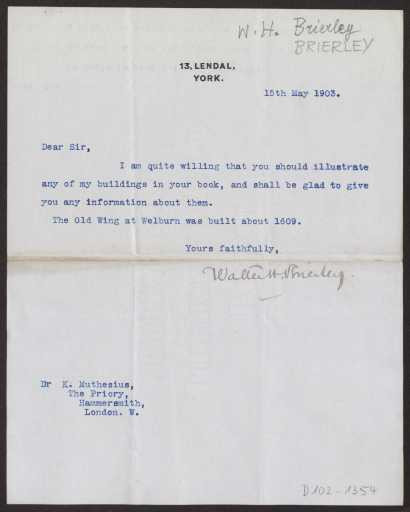 W. H. Brierley
BRIERLEY
13, LENDAL,
YORK.
15th May 1903.
Dear Sir,
I am quite willing that you should illustrate
any of my buildings in your book, and shall be glad to give
you any information about them.
The Old Wing at Welburn was built about 1609.
Yours faithfully,
Walter H. Brierley.
Dr K. Muthesius,
The Priory,
Hammersmith,
London. W.
D102-1354